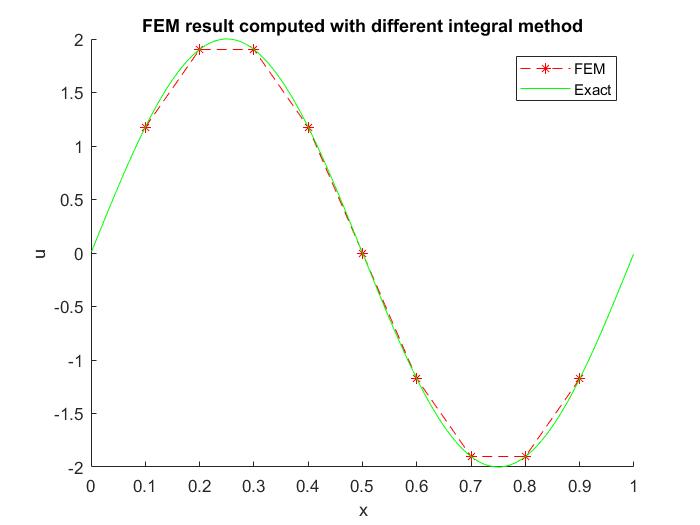 FEM result computed with different integral method
FEM
Exact
2
1.5
1
0.5
0
-0.5
-1
-1.5
-2
u
0 0.1 0.2 0.3 0.4 0.5 0.6 0.7 0.8 0.9 1
x